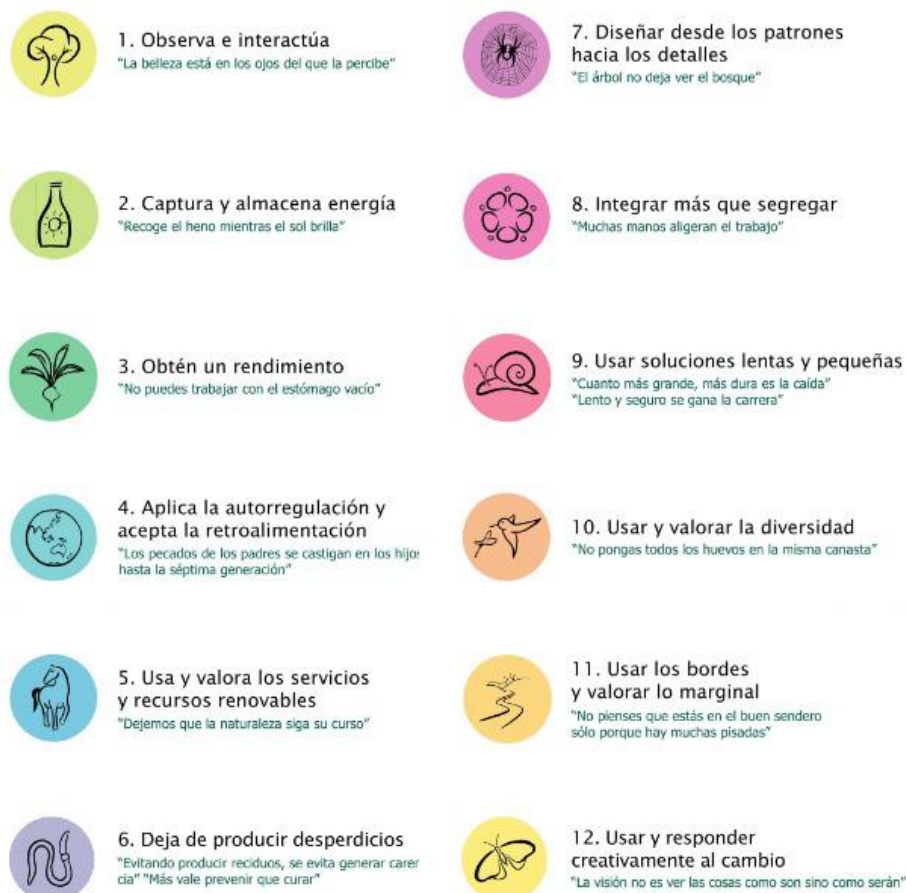 1. Observa e interactúa
"La belleza está en los ojos del que la percibe"
2. Captura y almacena energía
"Recoge el heno mientras el sol brilla"
3. Obtén un rendimiento
"No puedes trabajar con el estómago vacío"
4. Aplica la autorregulación y
acepta la retroalimentación
"Los pecados de los padres se castigan en los hijos
hasta la séptima generación"
5. Usa y valora los servicios
y recursos renovables
"Dejemos que la naturaleza siga su curso"
6. Deja de producir desperdicios
"Evitando producir reciduos, se evita generar caren
cia" "Más vale prevenir que curar"
7. Diseñar desde los patrones
hacia los detalles
"El árbol no deja ver el bosque"
8. Integrar más que segregar
"Muchas manos aligeran el trabajo"
9. Usar soluciones lentas y pequeñas
"Cuanto más grande, más dura es la caída"
"Lento y seguro se gana la carrera"
10. Usar y valorar la diversidad
"No pongas todos los huevos en la misma canasta"
11. Usar los bordes
y valorar lo marginal
"No pienses que estás en el buen sendero
sólo porque hay muchas pisadas"
12. Usar y responder
creativamente al cambio
"La visión no es ver las cosas como son sino como serán"